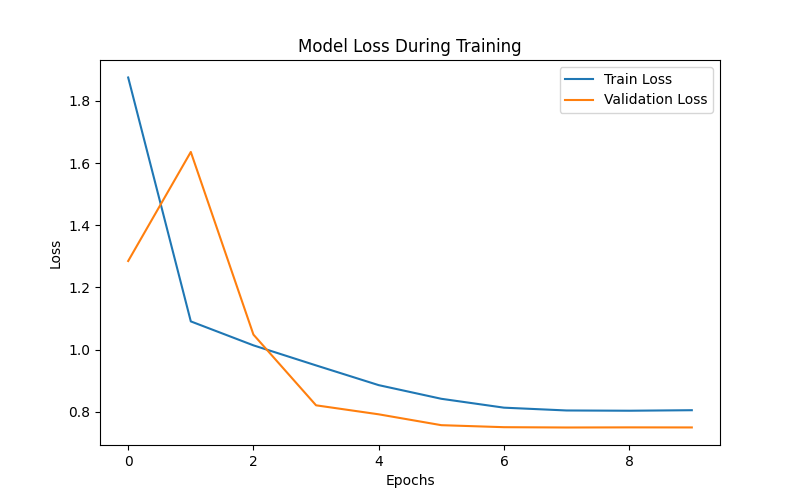 Model Loss During Training
Train Loss
Validation Loss
1.8
1.6
1.4
1.2
1.0
0.8
Loss
0 2 4 6 8
Epochs